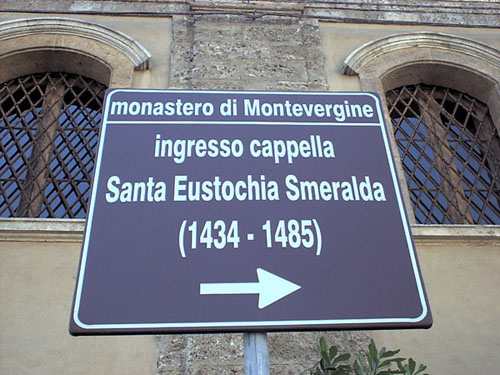 monastero di Montevergine
ingresso cappella
Santa Eustochia Smeralda
(1434 - 1485)